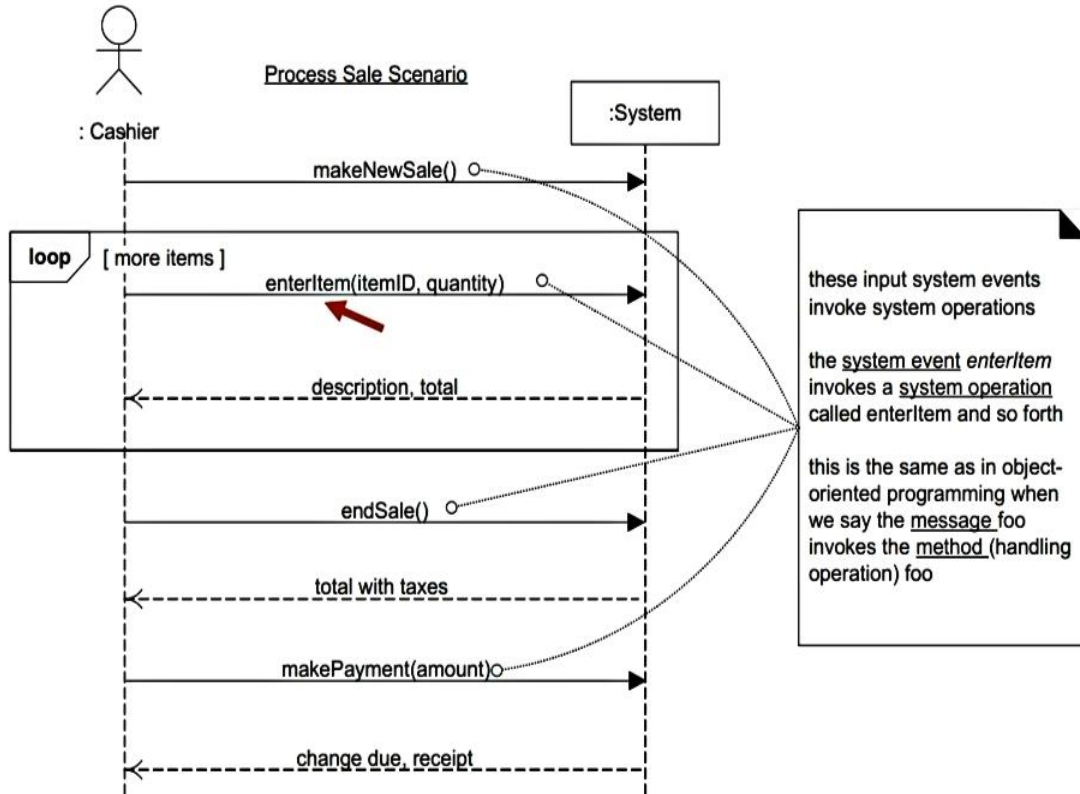 Process Sale Scenario
: Cashier
:System
makeNewSale()
loop
[ more items ]
enterItem(itemID, quantity)
description, total
endSale()
total with taxes
makePayment(amount)
change due, receipt
these input system events
invoke system operations
the system event enterItem
invokes a system operation
called enterItem and so forth
this is the same as in object-
oriented programming when
we say the message foo
invokes the method (handling
operation) foo